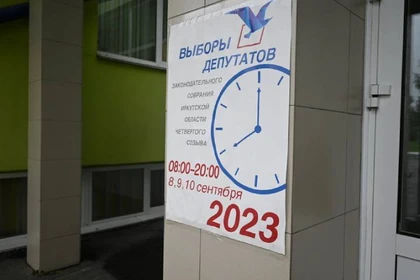 ВЫБОРЫ
ДЕПУТАТОВ
ЗАКОНОДАТЕЛЬНОГО
СОБРАНИЯ
ИРКУТСКОЙ
ОБЛАСТИ
ЧЕТВЕРТОГО
СОЗЫВА
08:00-20:00
8,9,10 сентября
2023